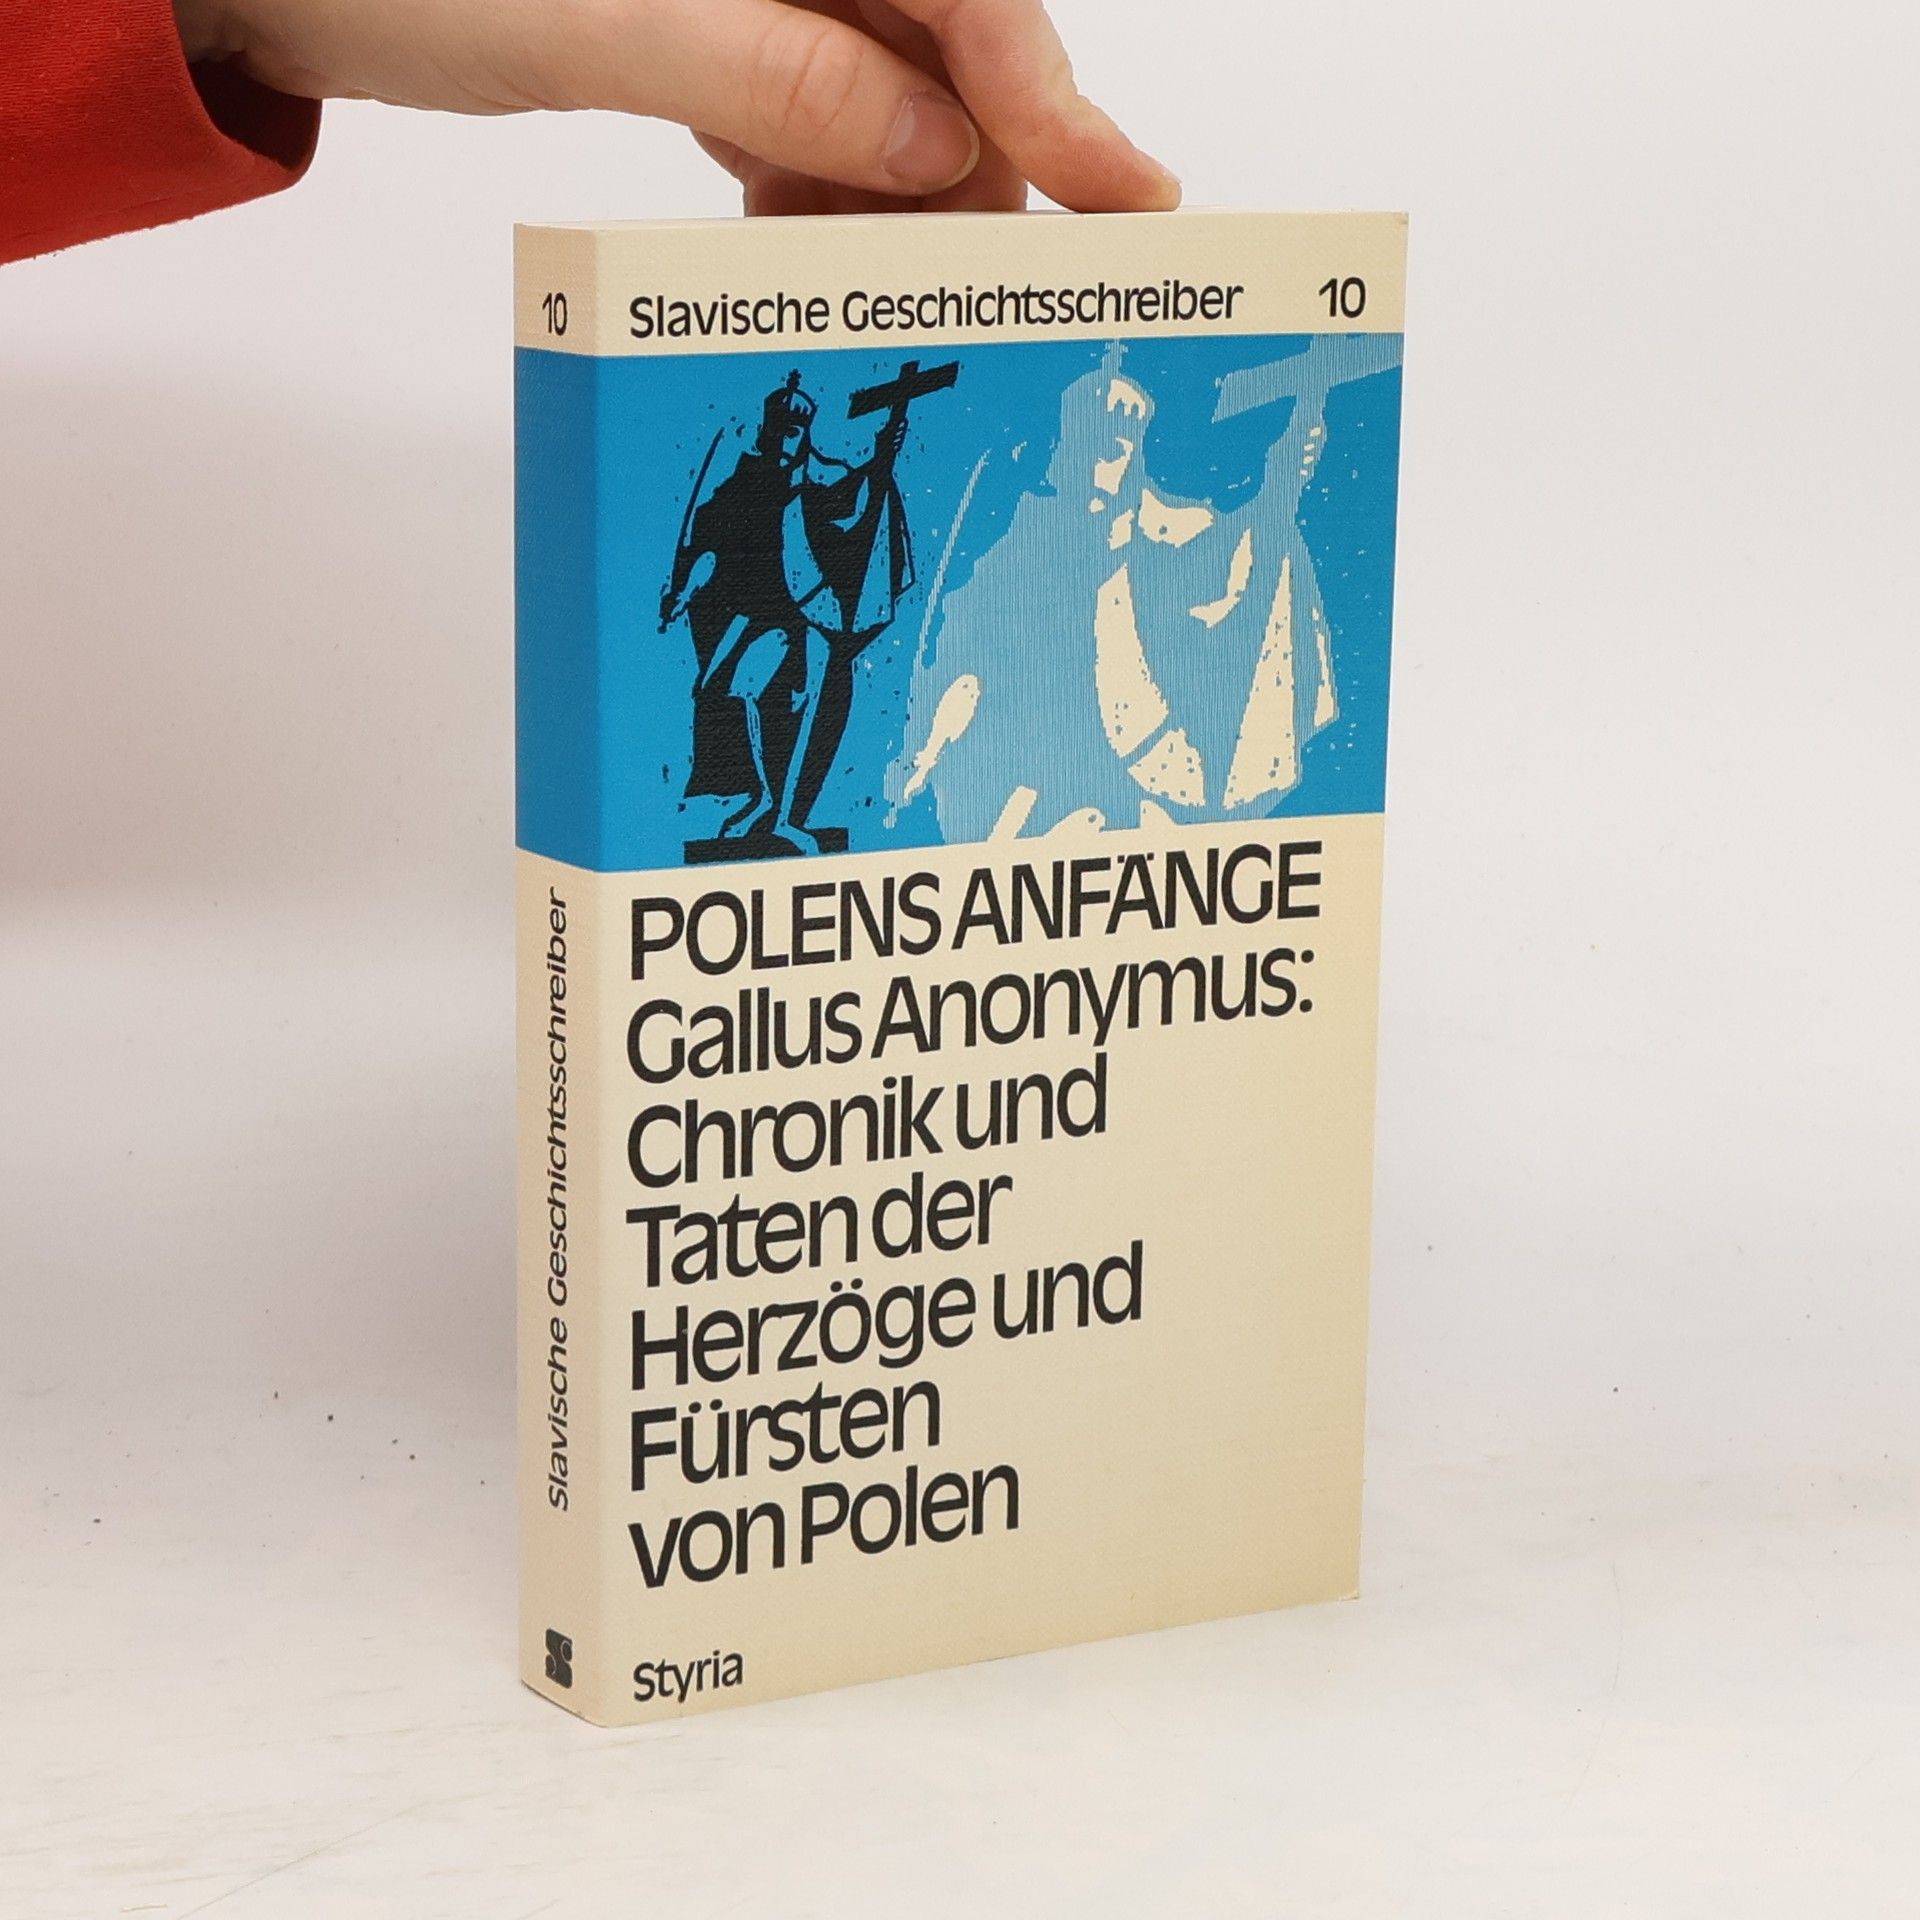 10
Slavische Geschichtsschreiber
Slavische Geschichtsschreiber 10
POLENS ANFÄNGE
Gallus Anonymus:
Chronik und
Taten der
Herzöge und
Fürsten
von Polen
Styria